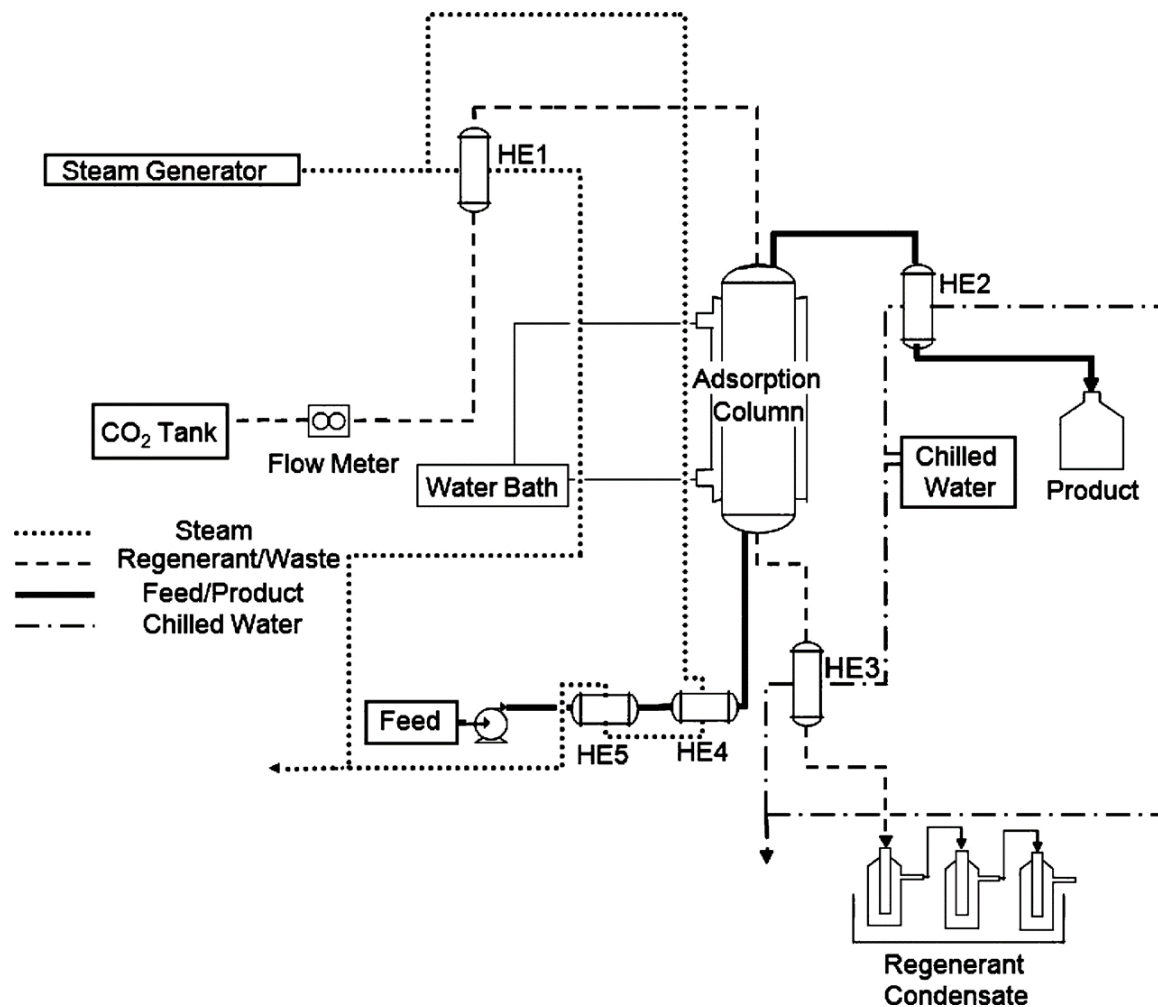 HE1
Steam Generator
HE2
Adsorption
Column
CO₂ Tank
Flow Meter
Water Bath
Chilled
Water
Product
Steam
Regenerant/Waste
Feed/Product
Chilled Water
HE3
Feed
HE5
HE4
Regenerant
Condensate